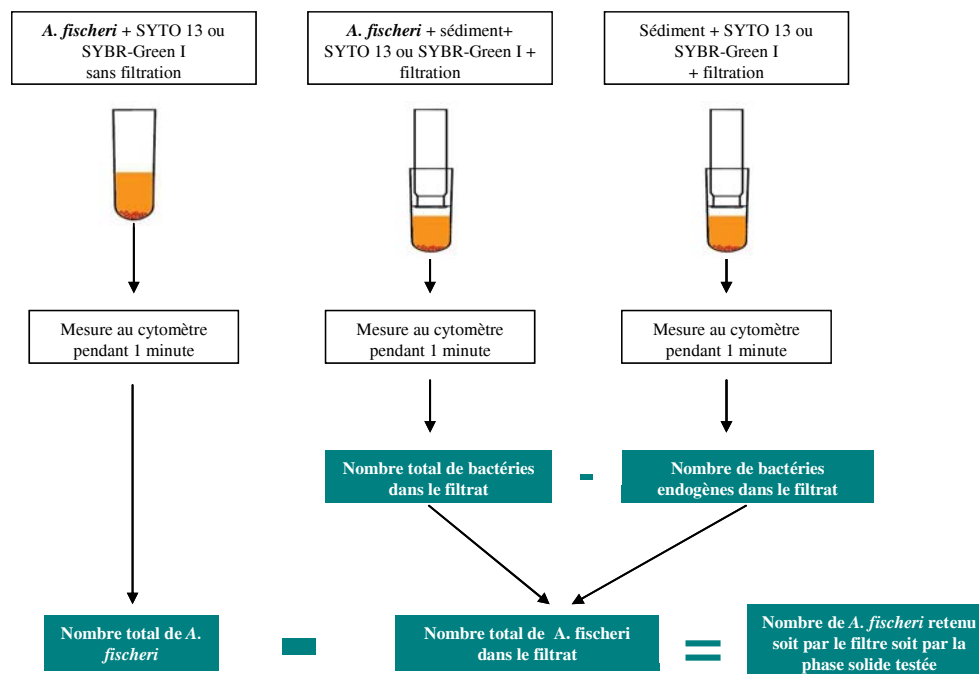 A. fischeri + SYTO 13 ou
SYBR-Green I
sans filtration
A. fischeri + sédiment+
SYTO 13 ou SYBR-Green I +
filtration
Sédiment + SYTO 13 ou
SYBR-Green I
+ filtration
Mesure au cytomètre
pendant 1 minute
Mesure au cytomètre
pendant 1 minute
Mesure au cytomètre
pendant 1 minute
Nombre total de bactéries
dans le filtrat
-
Nombre de bactéries
endogènes dans le filtrat
Nombre total de A.
fischeri
-
Nombre total de A. fischeri
dans le filtrat
=
Nombre de A. fischeri retenu
soit par le filtre soit par la
phase solide testée